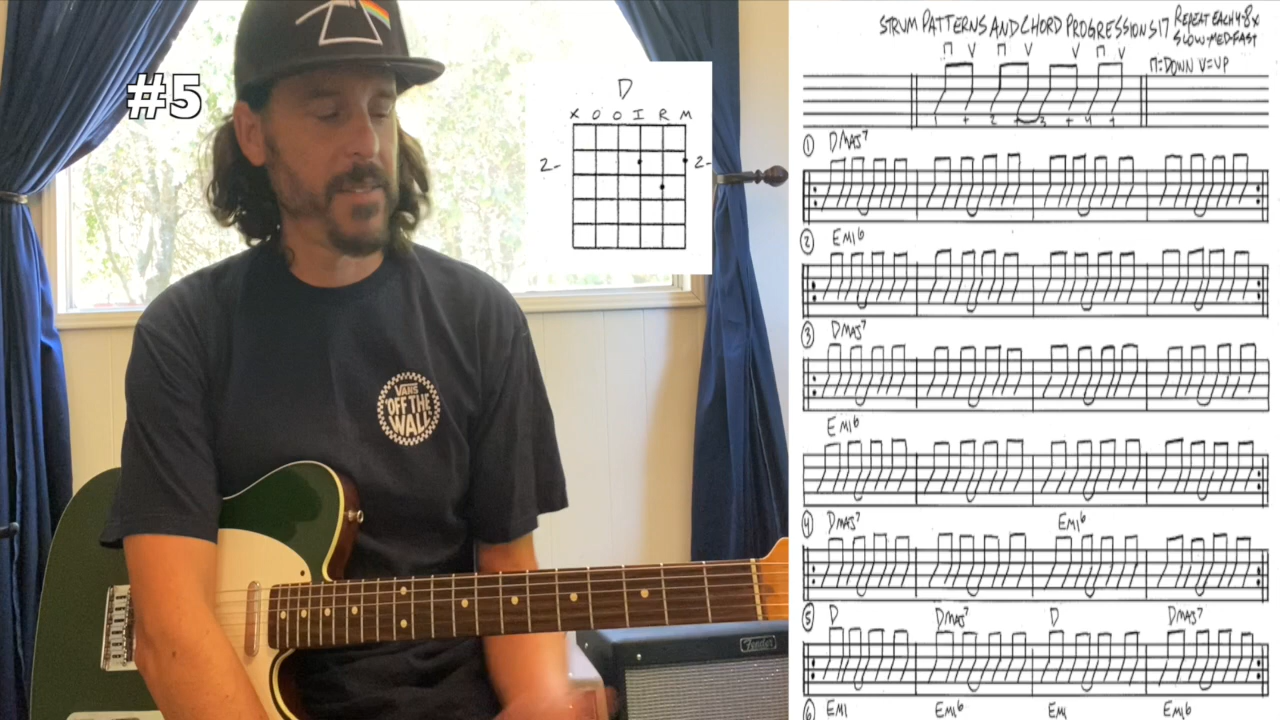 #5
D
X O O I R M
2- 2-
VANS
"OFF THE
WALL"
Fender
STRUM PATTERNS AND CHORD PROGRESSIONS 17
REPEAT EACH 4-8x
SLOW-MED-FAST
⊓ V ⊓ V V ⊓ V
⊓=DOWN V=UP
1 + 2 + 3 + 4 +
① DMAJ7
② EMI6
③ DMAJ7
EMI6
④ DMAJ7 EMI6
⑤ D DMAJ7 D DMAJ7
⑥ EMI EMI6 EMI EMI6